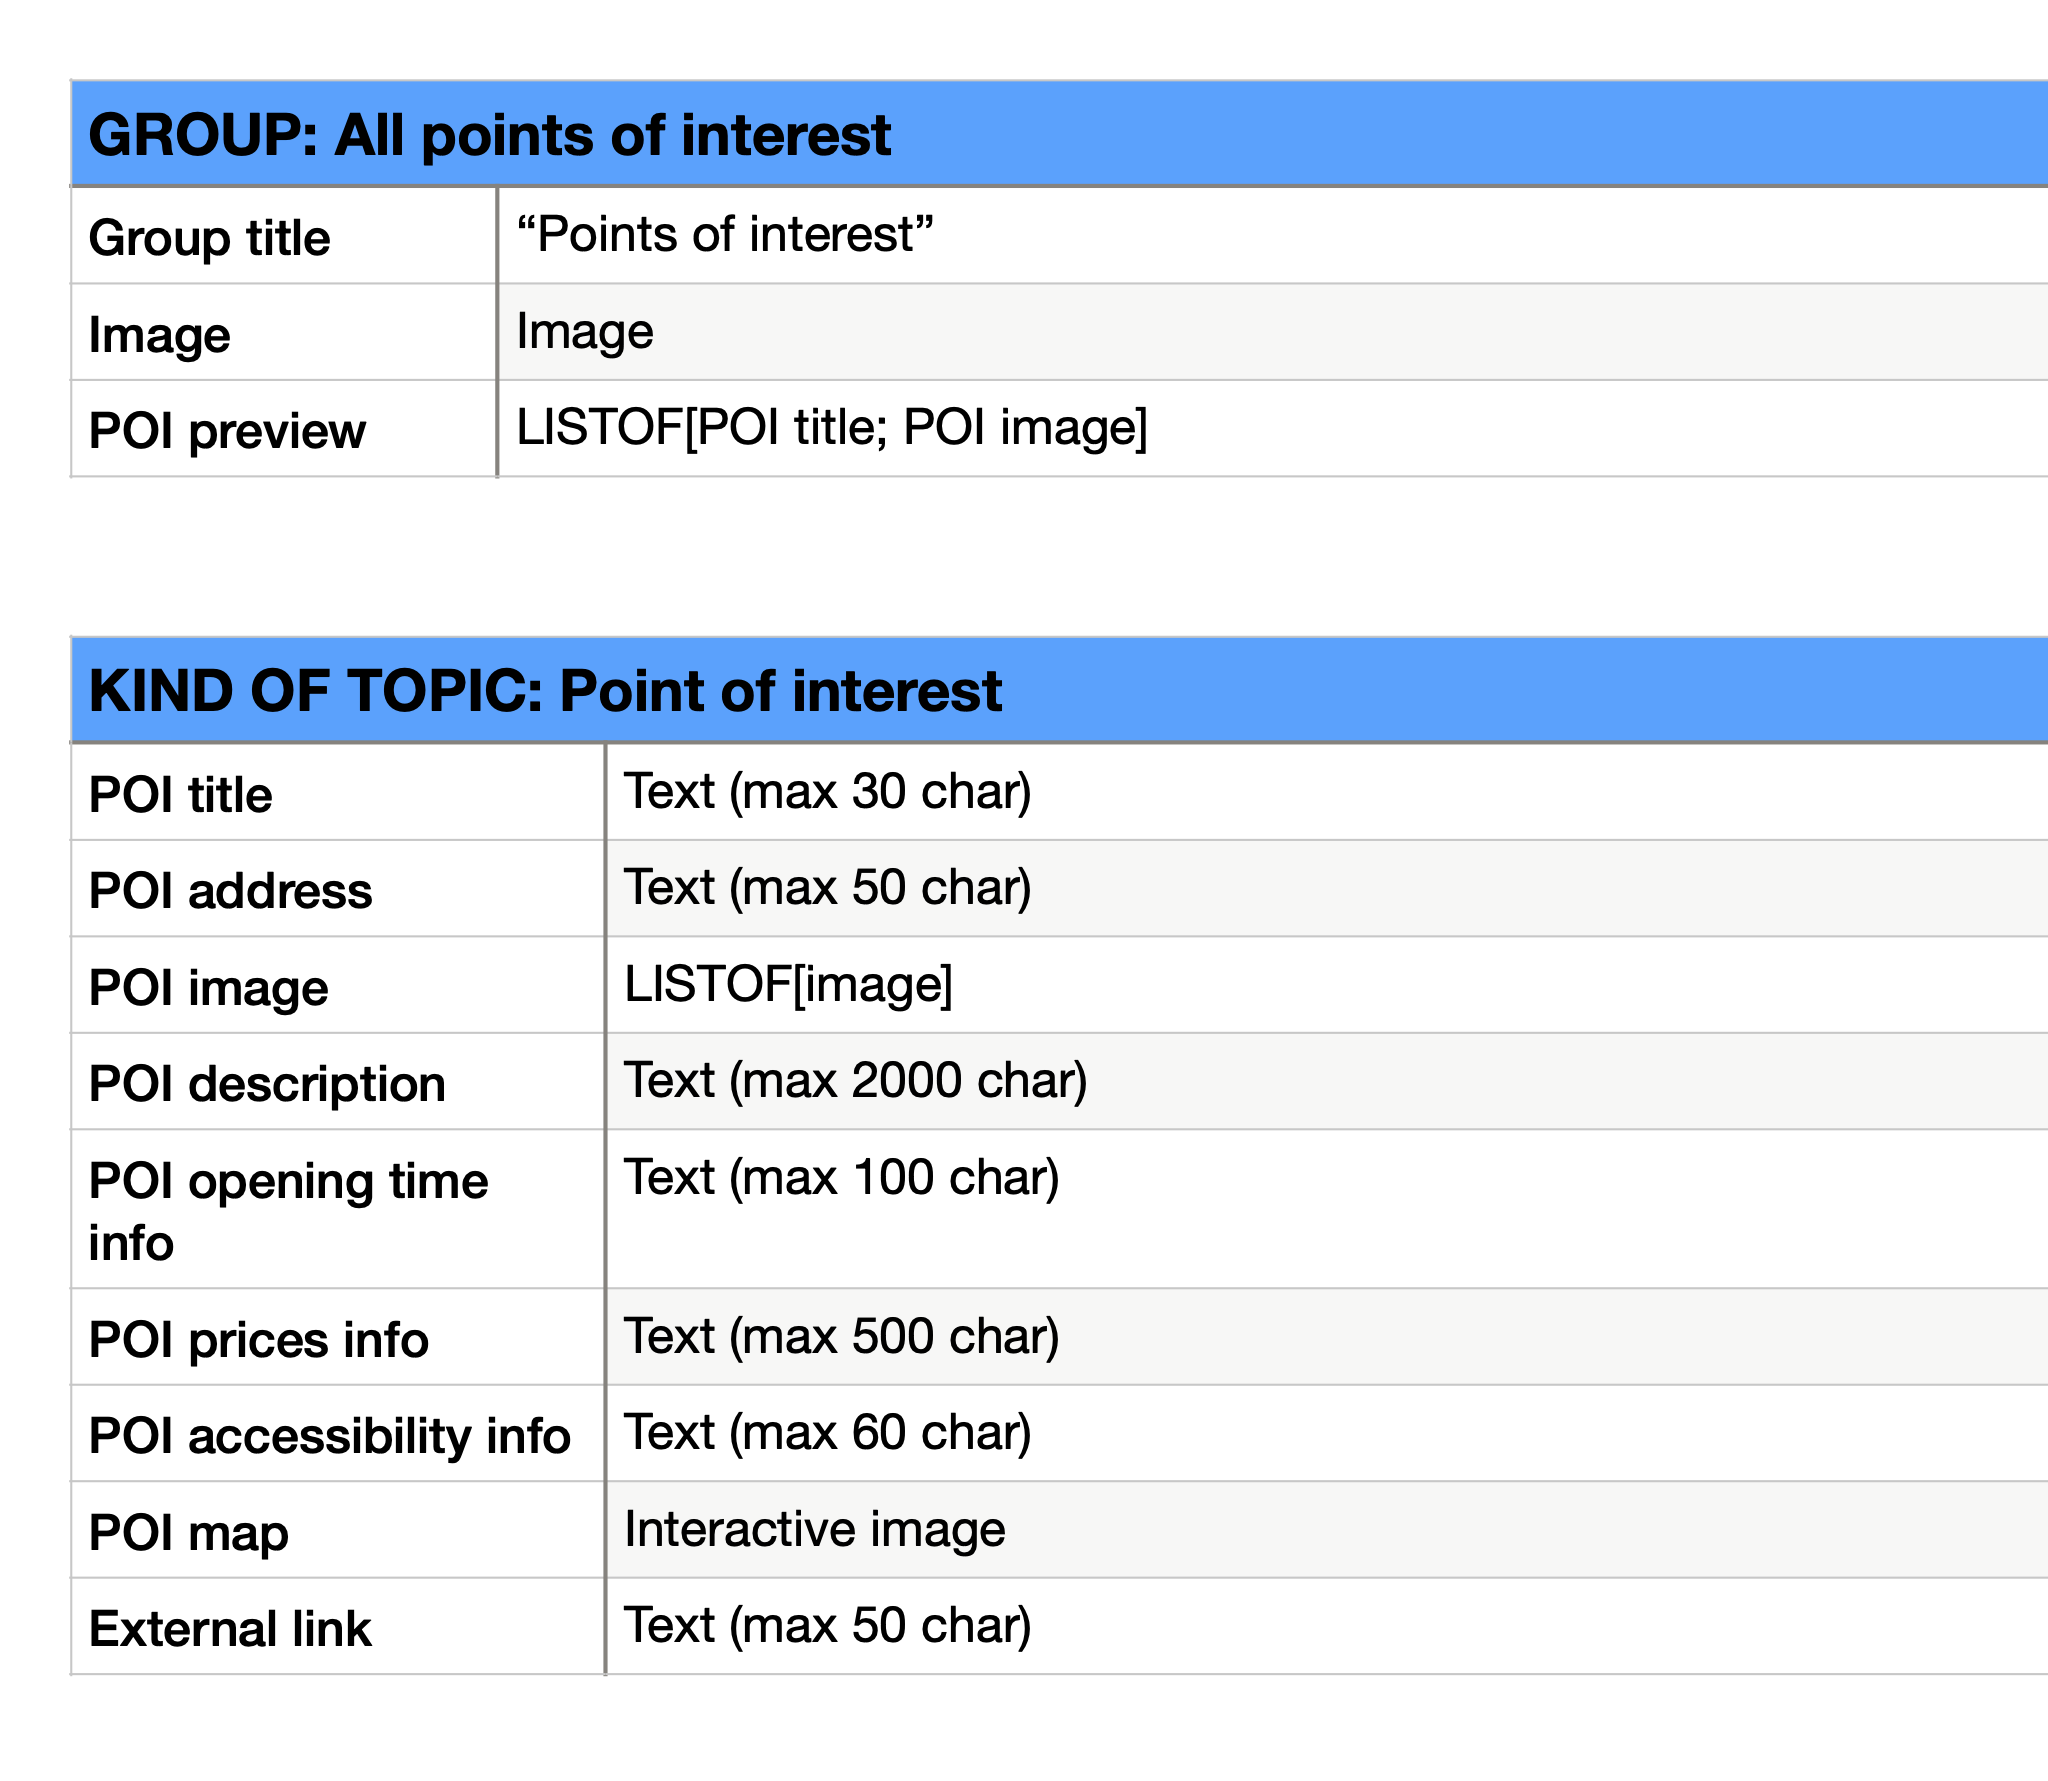 GROUP: All points of interest
Group title “Points of interest”
Image Image
POI preview LISTOF[POI title; POI image]
KIND OF TOPIC: Point of interest
POI title Text (max 30 char)
POI address Text (max 50 char)
POI image LISTOF[image]
POI description Text (max 2000 char)
POI opening time Text (max 100 char)
info
POI prices info Text (max 500 char)
POI accessibility info Text (max 60 char)
POI map Interactive image
External link Text (max 50 char)